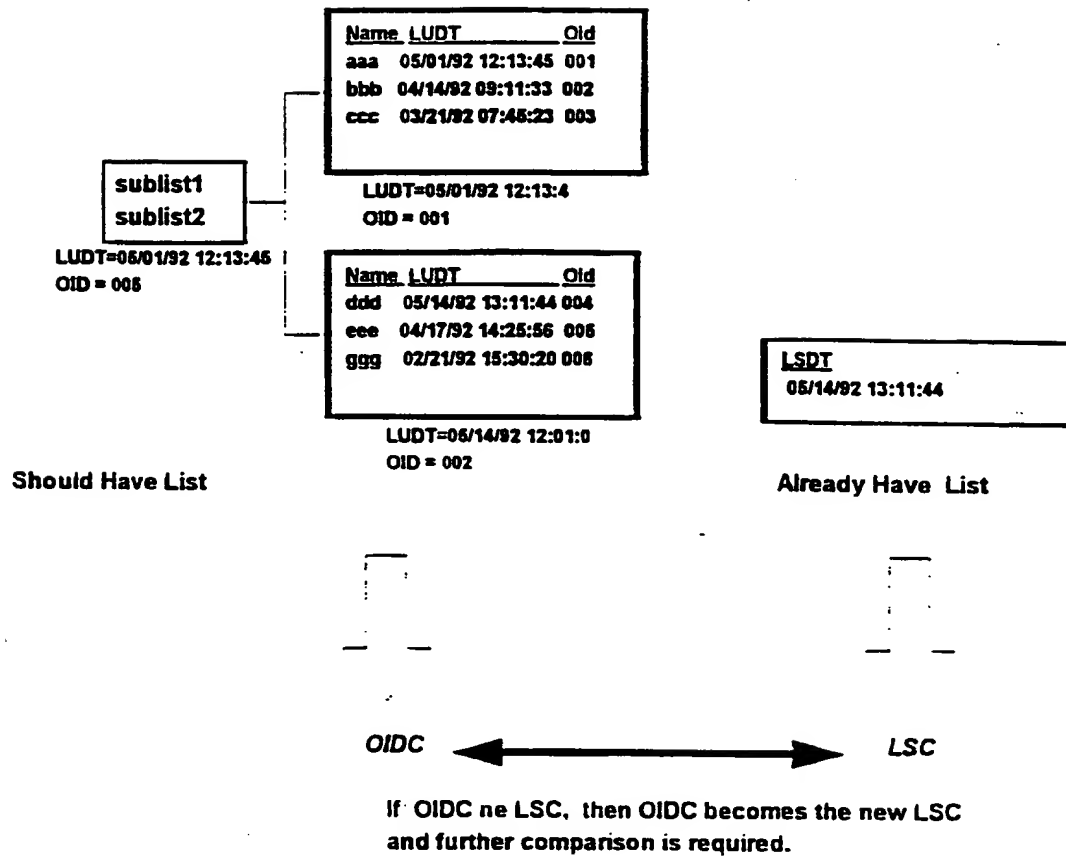 Name LUDT Oid
aaa 05/01/92 12:13:45 001
bbb 04/14/92 09:11:33 002
ccc 03/21/92 07:45:23 003
LUDT=05/01/92 12:13:4
OID = 001
sublist1
sublist2
LUDT=05/01/92 12:13:45
OID = 005
Name LUDT Oid
ddd 05/14/92 13:11:44 004
eee 04/17/92 14:25:56 005
ggg 02/21/92 15:30:20 006
LUDT=05/14/92 12:01:0
OID = 002
LSDT
05/14/92 13:11:44
Should Have List
Already Have List
OIDC
LSC
If OIDC ne LSC, then OIDC becomes the new LSC
and further comparison is required.